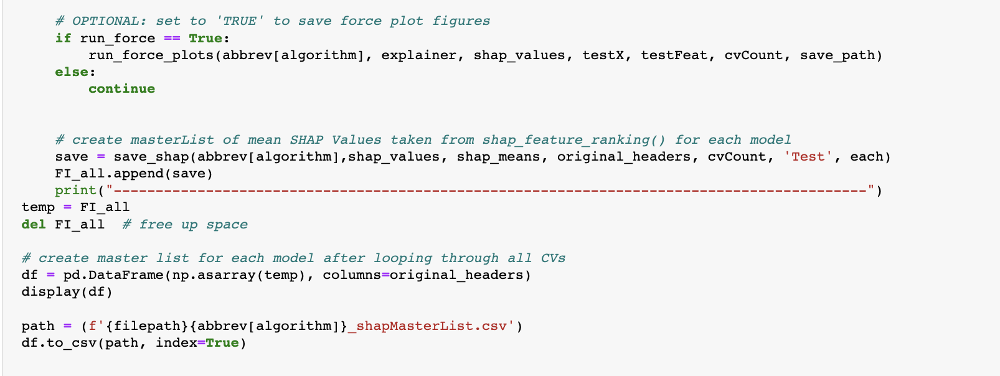 # OPTIONAL: set to 'TRUE' to save force plot figures
if run_force == True:
run_force_plots(abbrev[algorithm], explainer, shap_values, testX, testFeat, cvCount, save_path)
else:
continue
# create masterList of mean SHAP Values taken from shap_feature_ranking() for each model
save = save_shap(abbrev[algorithm],shap_values, shap_means, original_headers, cvCount, 'Test', each)
FI_all.append(save)
print("------------------------------------------------------------------------------------------")
temp = FI_all
del FI_all  # free up space
# create master list for each model after looping through all CVs
df = pd.DataFrame(np.asarray(temp), columns=original_headers)
display(df)
path = (f'{filepath}{abbrev[algorithm]}_shapMasterList.csv')
df.to_csv(path, index=True)